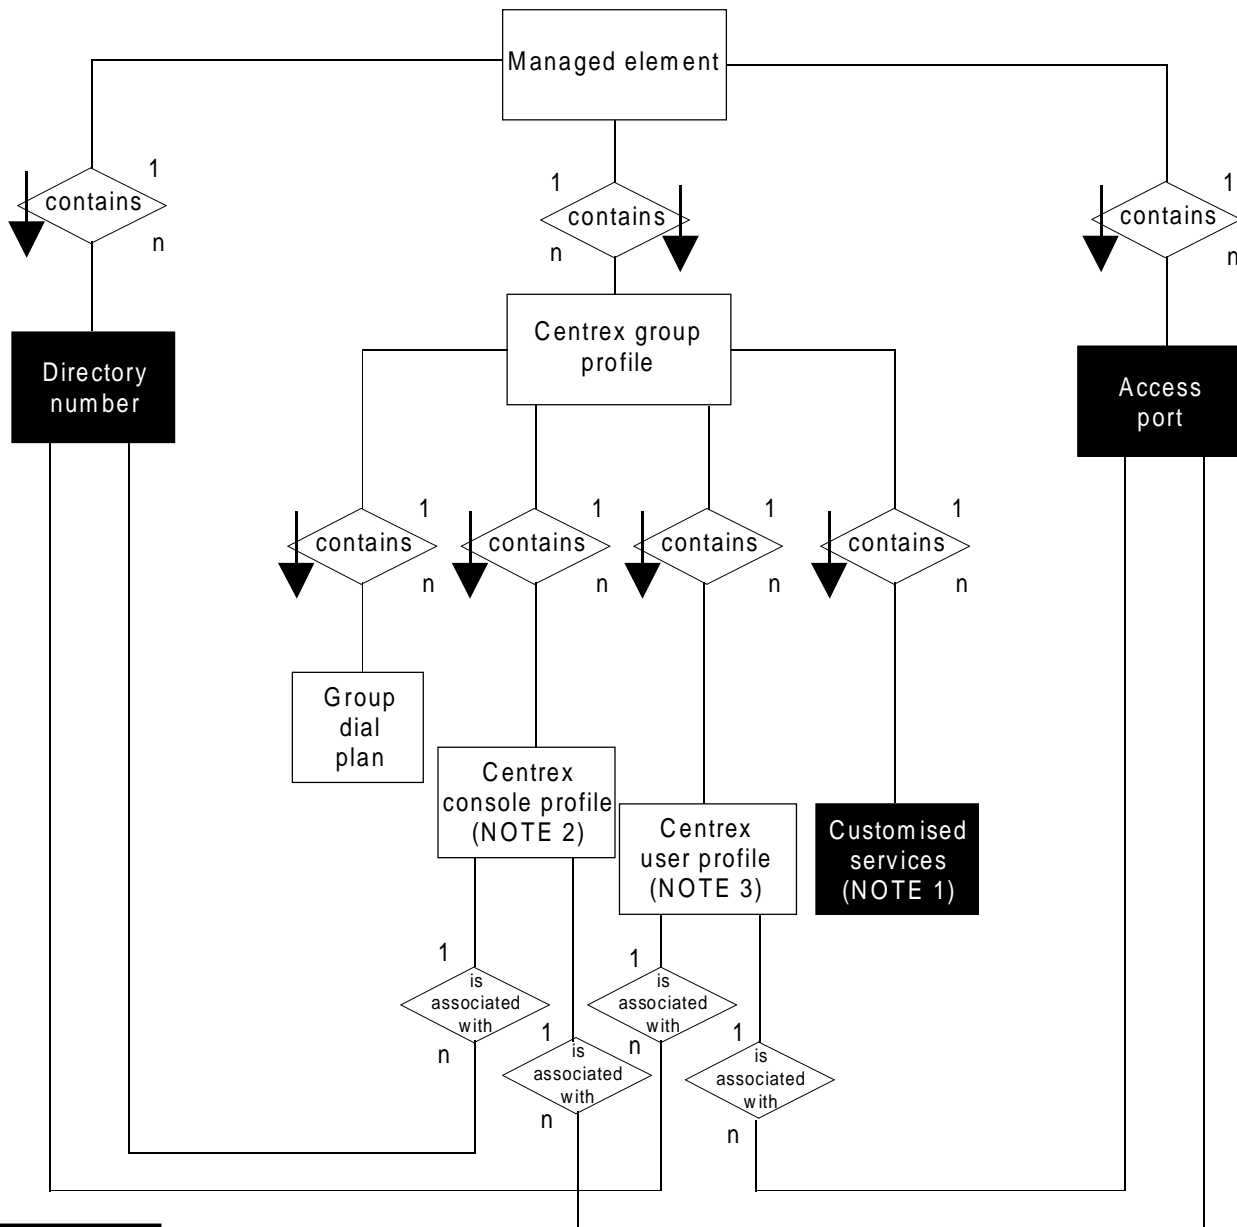 Managed element
1
contains
n
1
contains
n
1
contains
n
Directory
number
Centrex group
profile
Access
port
1
contains
n
1
contains
n
1
contains
n
1
contains
n
Group
dial
plan
Centrex
console profile
(NOTE 2)
Centrex
user profile
(NOTE 3)
Customised
services
(NOTE 1)
1
is
associated
with
n
1
is
associated
with
n
1
is
associated
with
n
1
is
associated
with
n